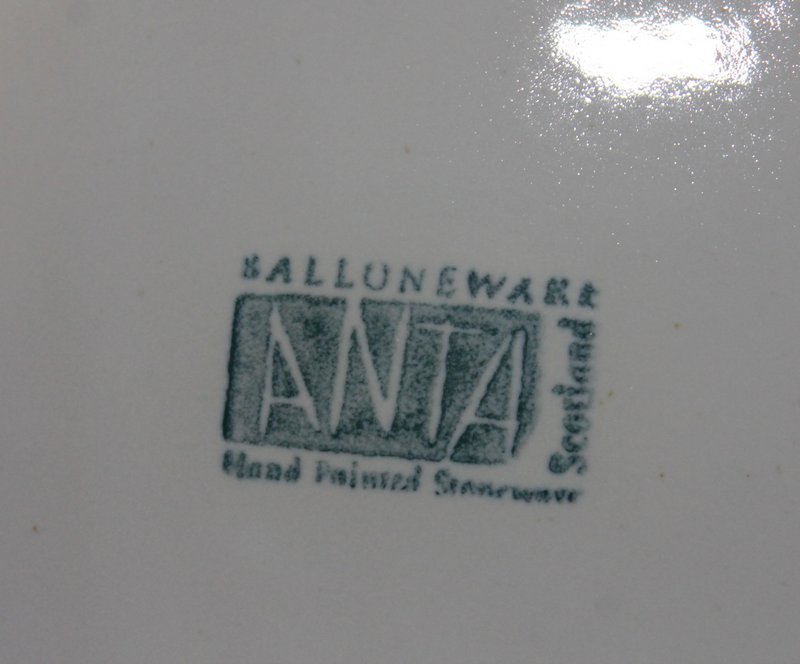 BALLONEWARE
ANTA
Scotland
Hand Painted Stoneware